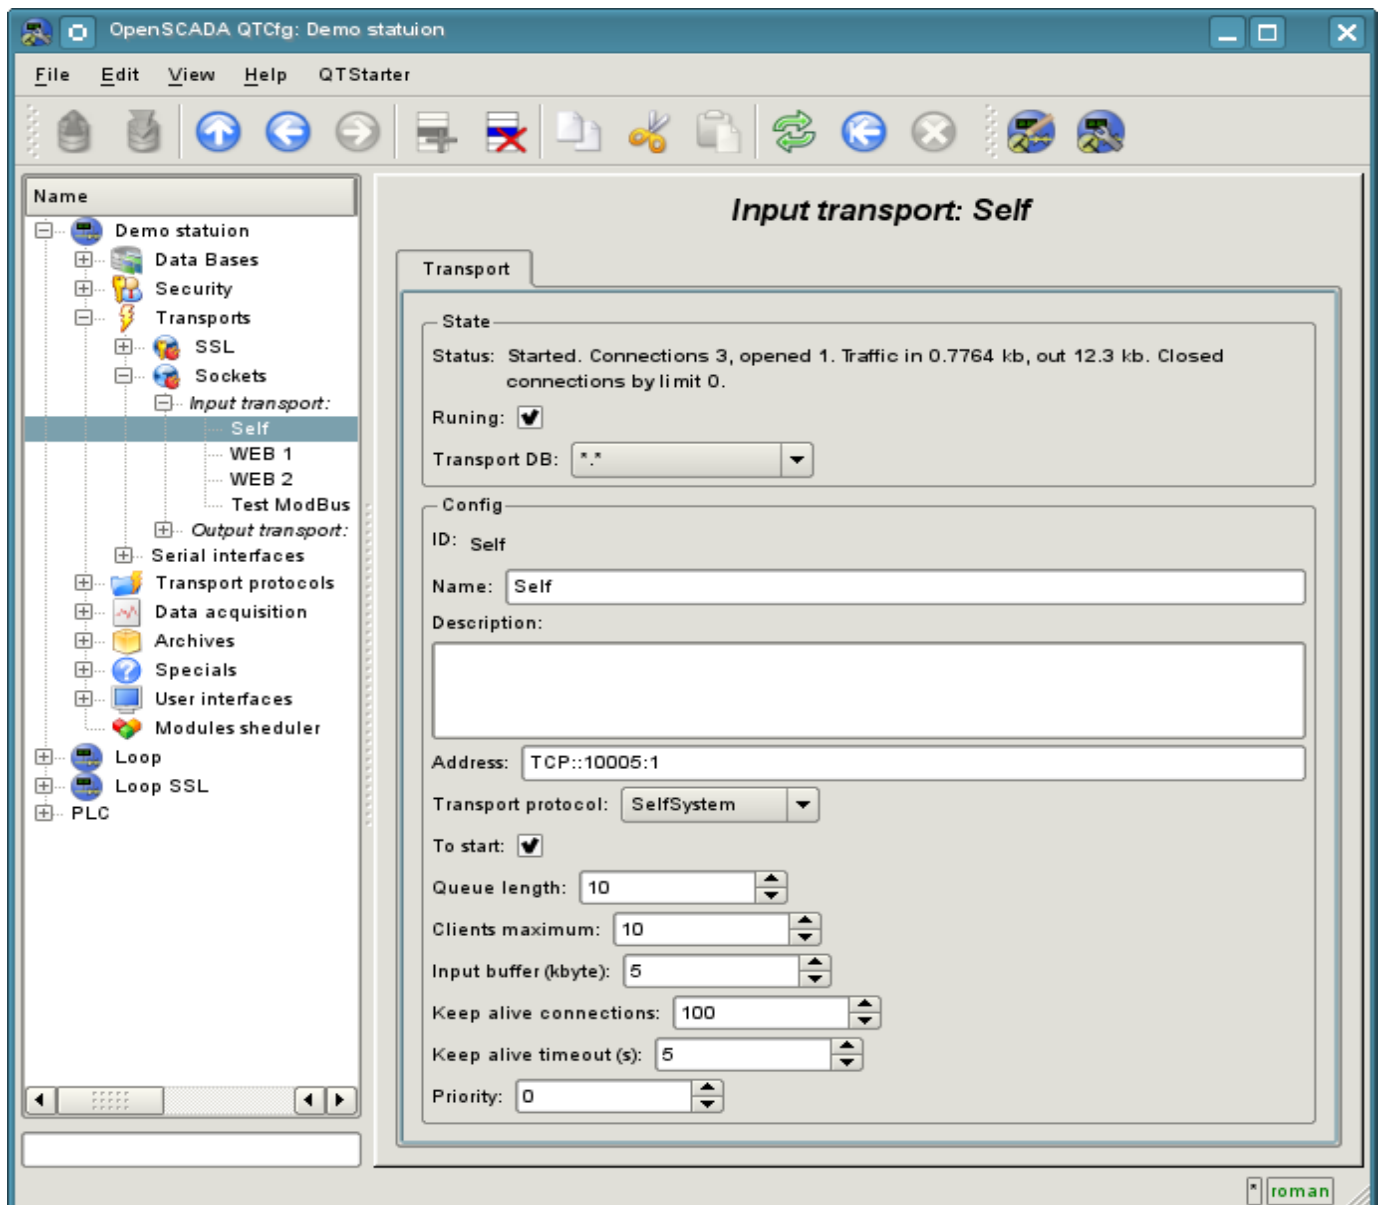 OpenSCADA QTCfg: Demo statuion
File Edit View Help QTStarter
Name
Demo statuion
Data Bases
Security
Transports
SSL
Sockets
Input transport:
Self
WEB 1
WEB 2
Test ModBus
Output transport:
Serial interfaces
Transport protocols
Data acquisition
Archives
Specials
User interfaces
Modules sheduler
Loop
Loop SSL
PLC
Input transport: Self
Transport
State
Status: Started. Connections 3, opened 1. Traffic in 0.7764 kb, out 12.3 kb. Closed
connections by limit 0.
Runing:
Transport DB: *.*
Config
ID: Self
Name: Self
Description:
Address: TCP::10005:1
Transport protocol: SelfSystem
To start:
Queue length: 10
Clients maximum: 10
Input buffer (kbyte): 5
Keep alive connections: 100
Keep alive timeout (s): 5
Priority: 0
* roman